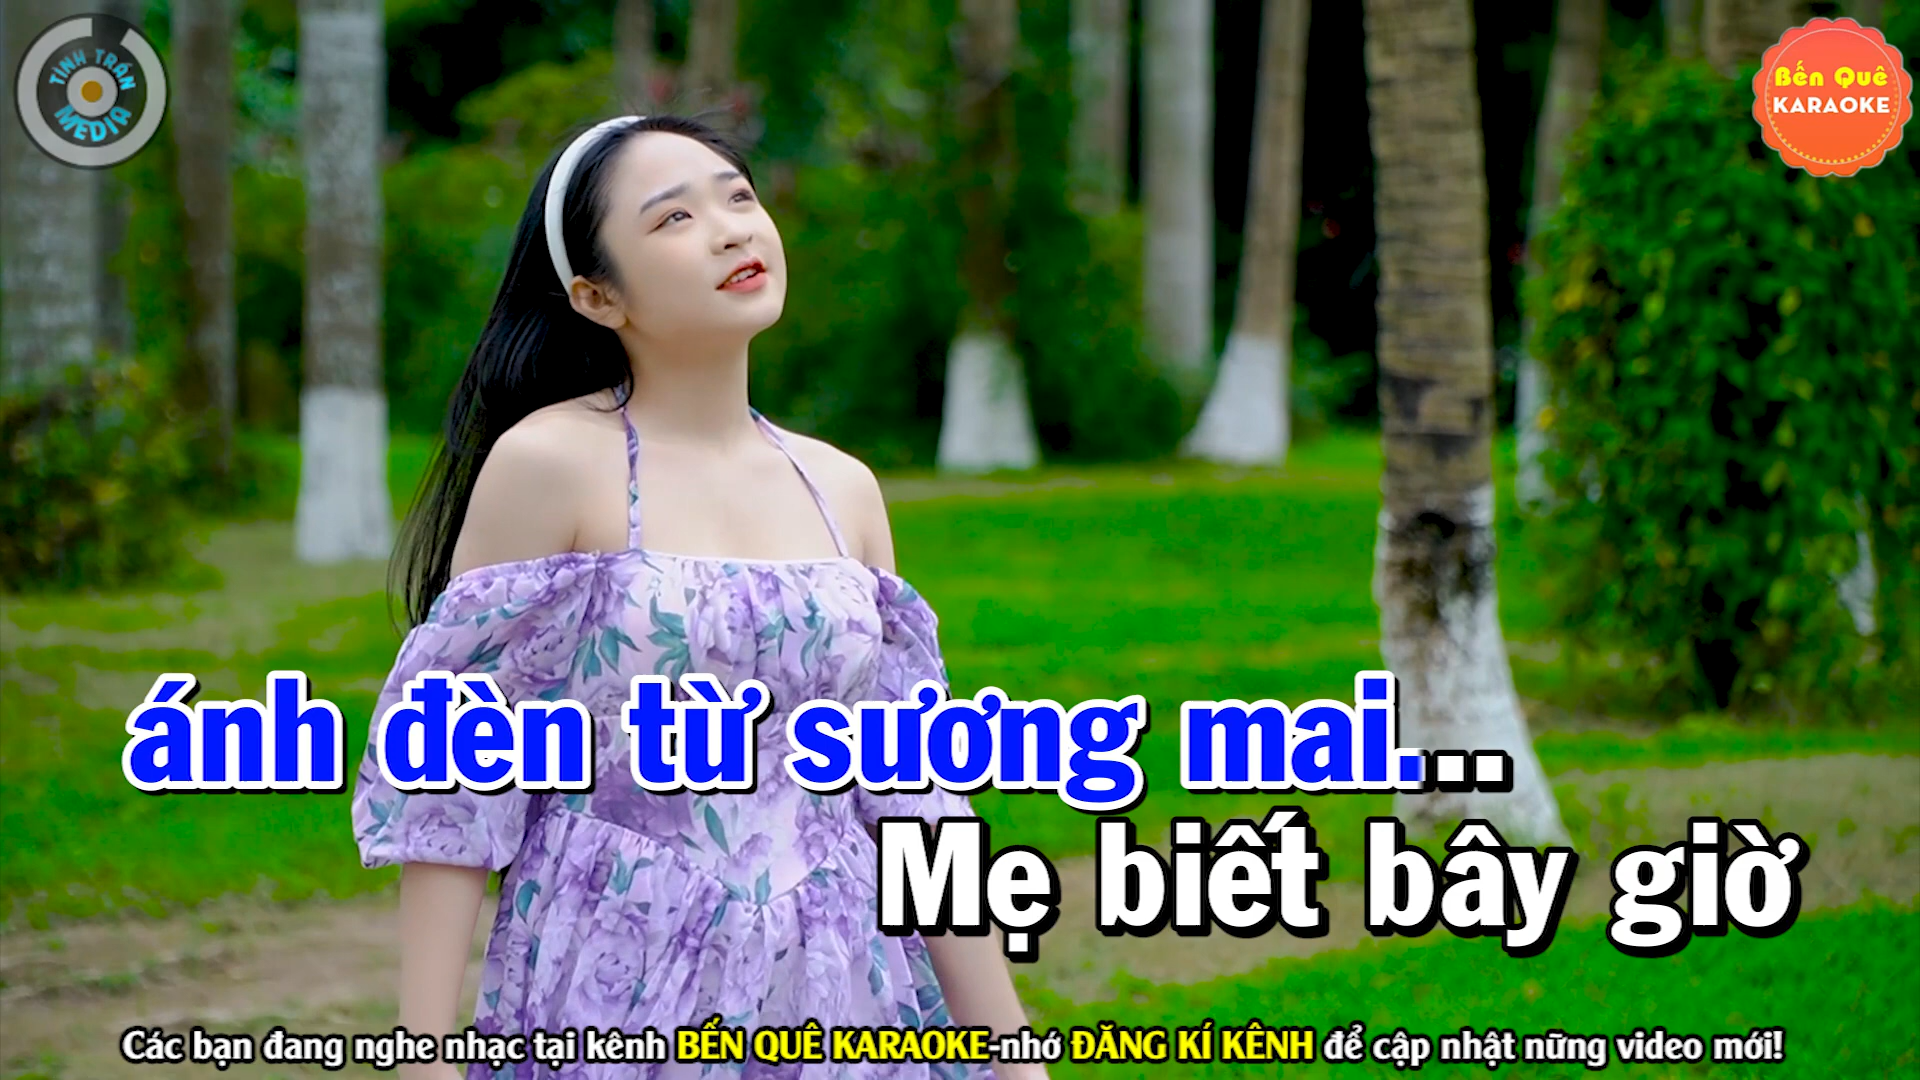 TÌNH TRẦN
MEDIA
Bến Quê
KARAOKE
ánh đèn từ sương mai...
Mẹ biết bây giờ
Các bạn đang nghe nhạc tại kênh BẾN QUÊ KARAOKE-nhớ ĐĂNG KÍ KÊNH để cập nhật nững video mới!